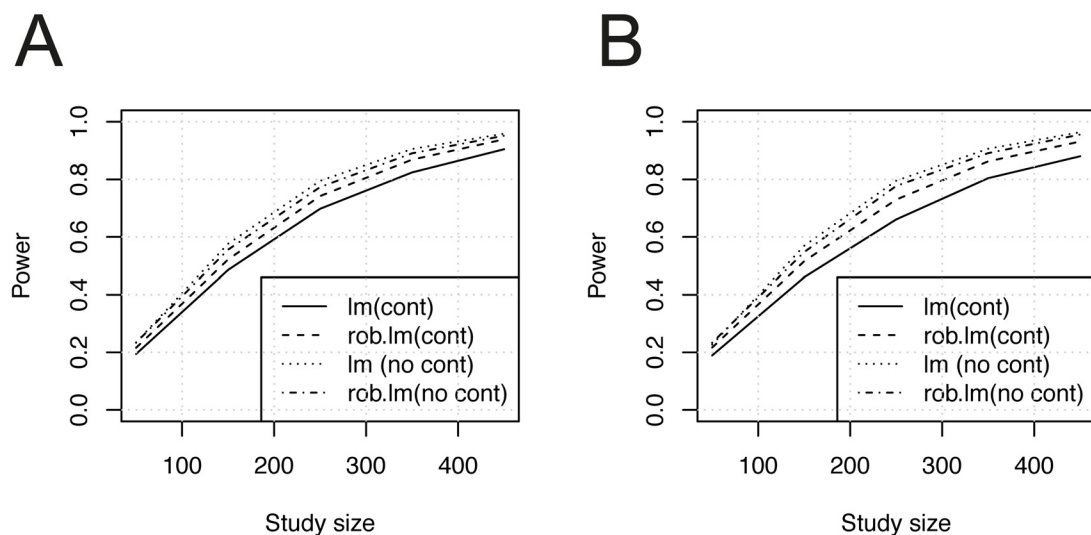 A
B
Power
1.0
0.8
0.6
0.4
0.2
0.0
lm(cont)
rob.lm(cont)
lm (no cont)
rob.lm(no cont)
100
200
300
400
Study size
Power
1.0
0.8
0.6
0.4
0.2
0.0
lm(cont)
rob.lm(cont)
lm (no cont)
rob.lm(no cont)
100
200
300
400
Study size